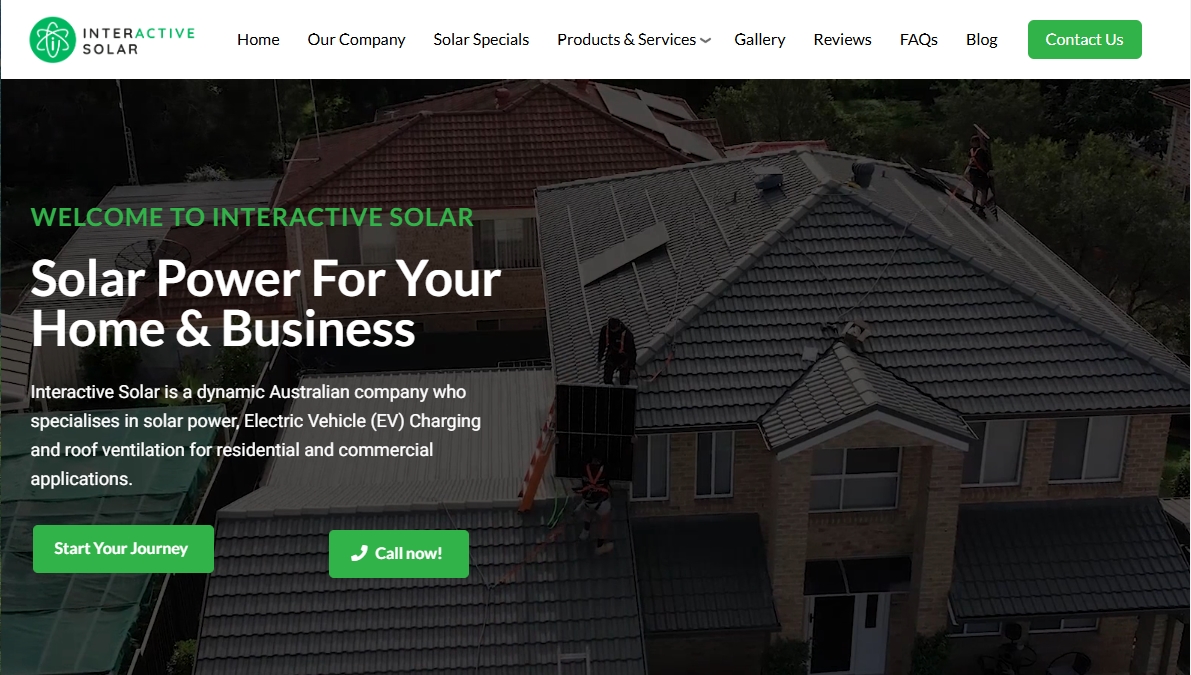 INTERACTIVE
SOLAR
Home
Our Company
Solar Specials
Products & Services
Gallery
Reviews
FAQs
Blog
Contact Us
WELCOME TO INTERACTIVE SOLAR
Solar Power For Your
Home & Business
Interactive Solar is a dynamic Australian company who
specialises in solar power, Electric Vehicle (EV) Charging
and roof ventilation for residential and commercial
applications.
Start Your Journey
Call now!